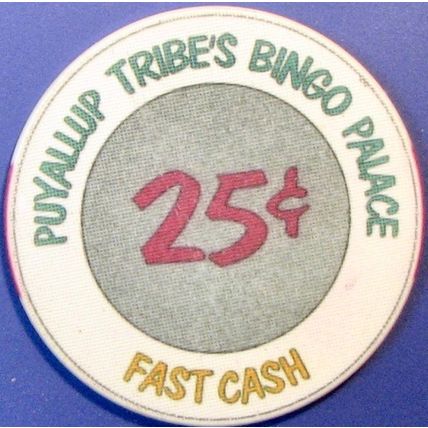 PUYALLUP TRIBE'S BINGO PALACE
25¢
FAST CASH